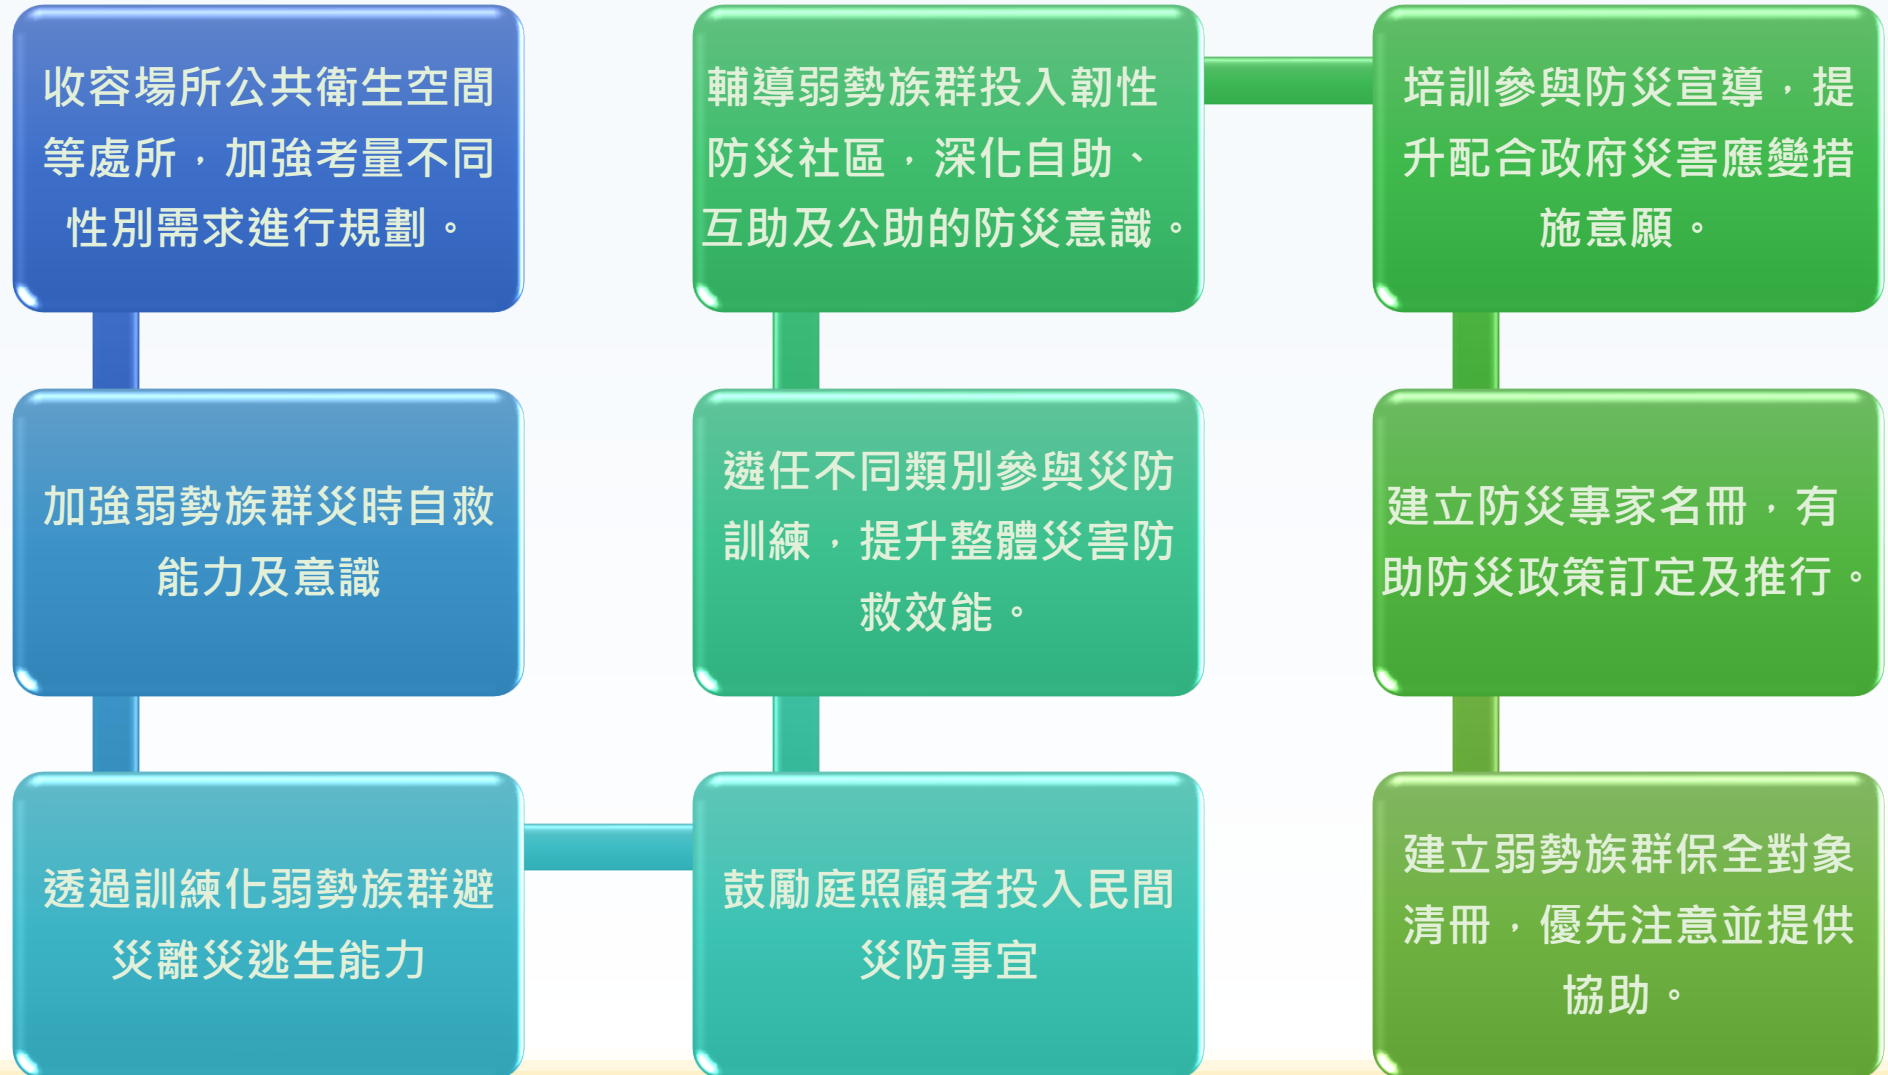 收容場所公共衛生空間
等處所，加強考量不同
性別需求進行規劃。
加強弱勢族群災時自救
能力及意識
透過訓練化弱勢族群避
災離災逃生能力
鼓勵庭照顧者投入民間
災防事宜
遴任不同類別參與災防
訓練，提升整體災害防
救效能。
輔導弱勢族群投入韌性
防災社區，深化自助、
互助及公助的防災意識。
培訓參與防災宣導，提
升配合政府災害應變措
施意願。
建立防災專家名冊，有
助防災政策訂定及推行。
建立弱勢族群保全對象
清冊，優先注意並提供
協助。